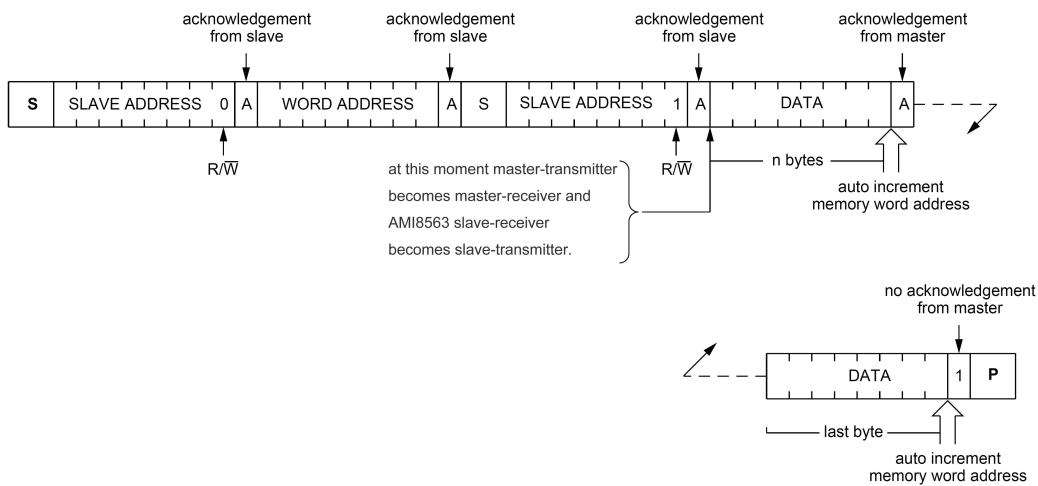 acknowledgement
from slave
acknowledgement
from slave
acknowledgement
from slave
acknowledgement
from master
S SLAVE ADDRESS 0 A WORD ADDRESS A S SLAVE ADDRESS 1 A DATA A
R/W̅
R/W̅
n bytes
at this moment master-transmitter
becomes master-receiver and
AMI8563 slave-receiver
becomes slave-transmitter.
auto increment
memory word address
no acknowledgement
from master
DATA 1 P
last byte
auto increment
memory word address